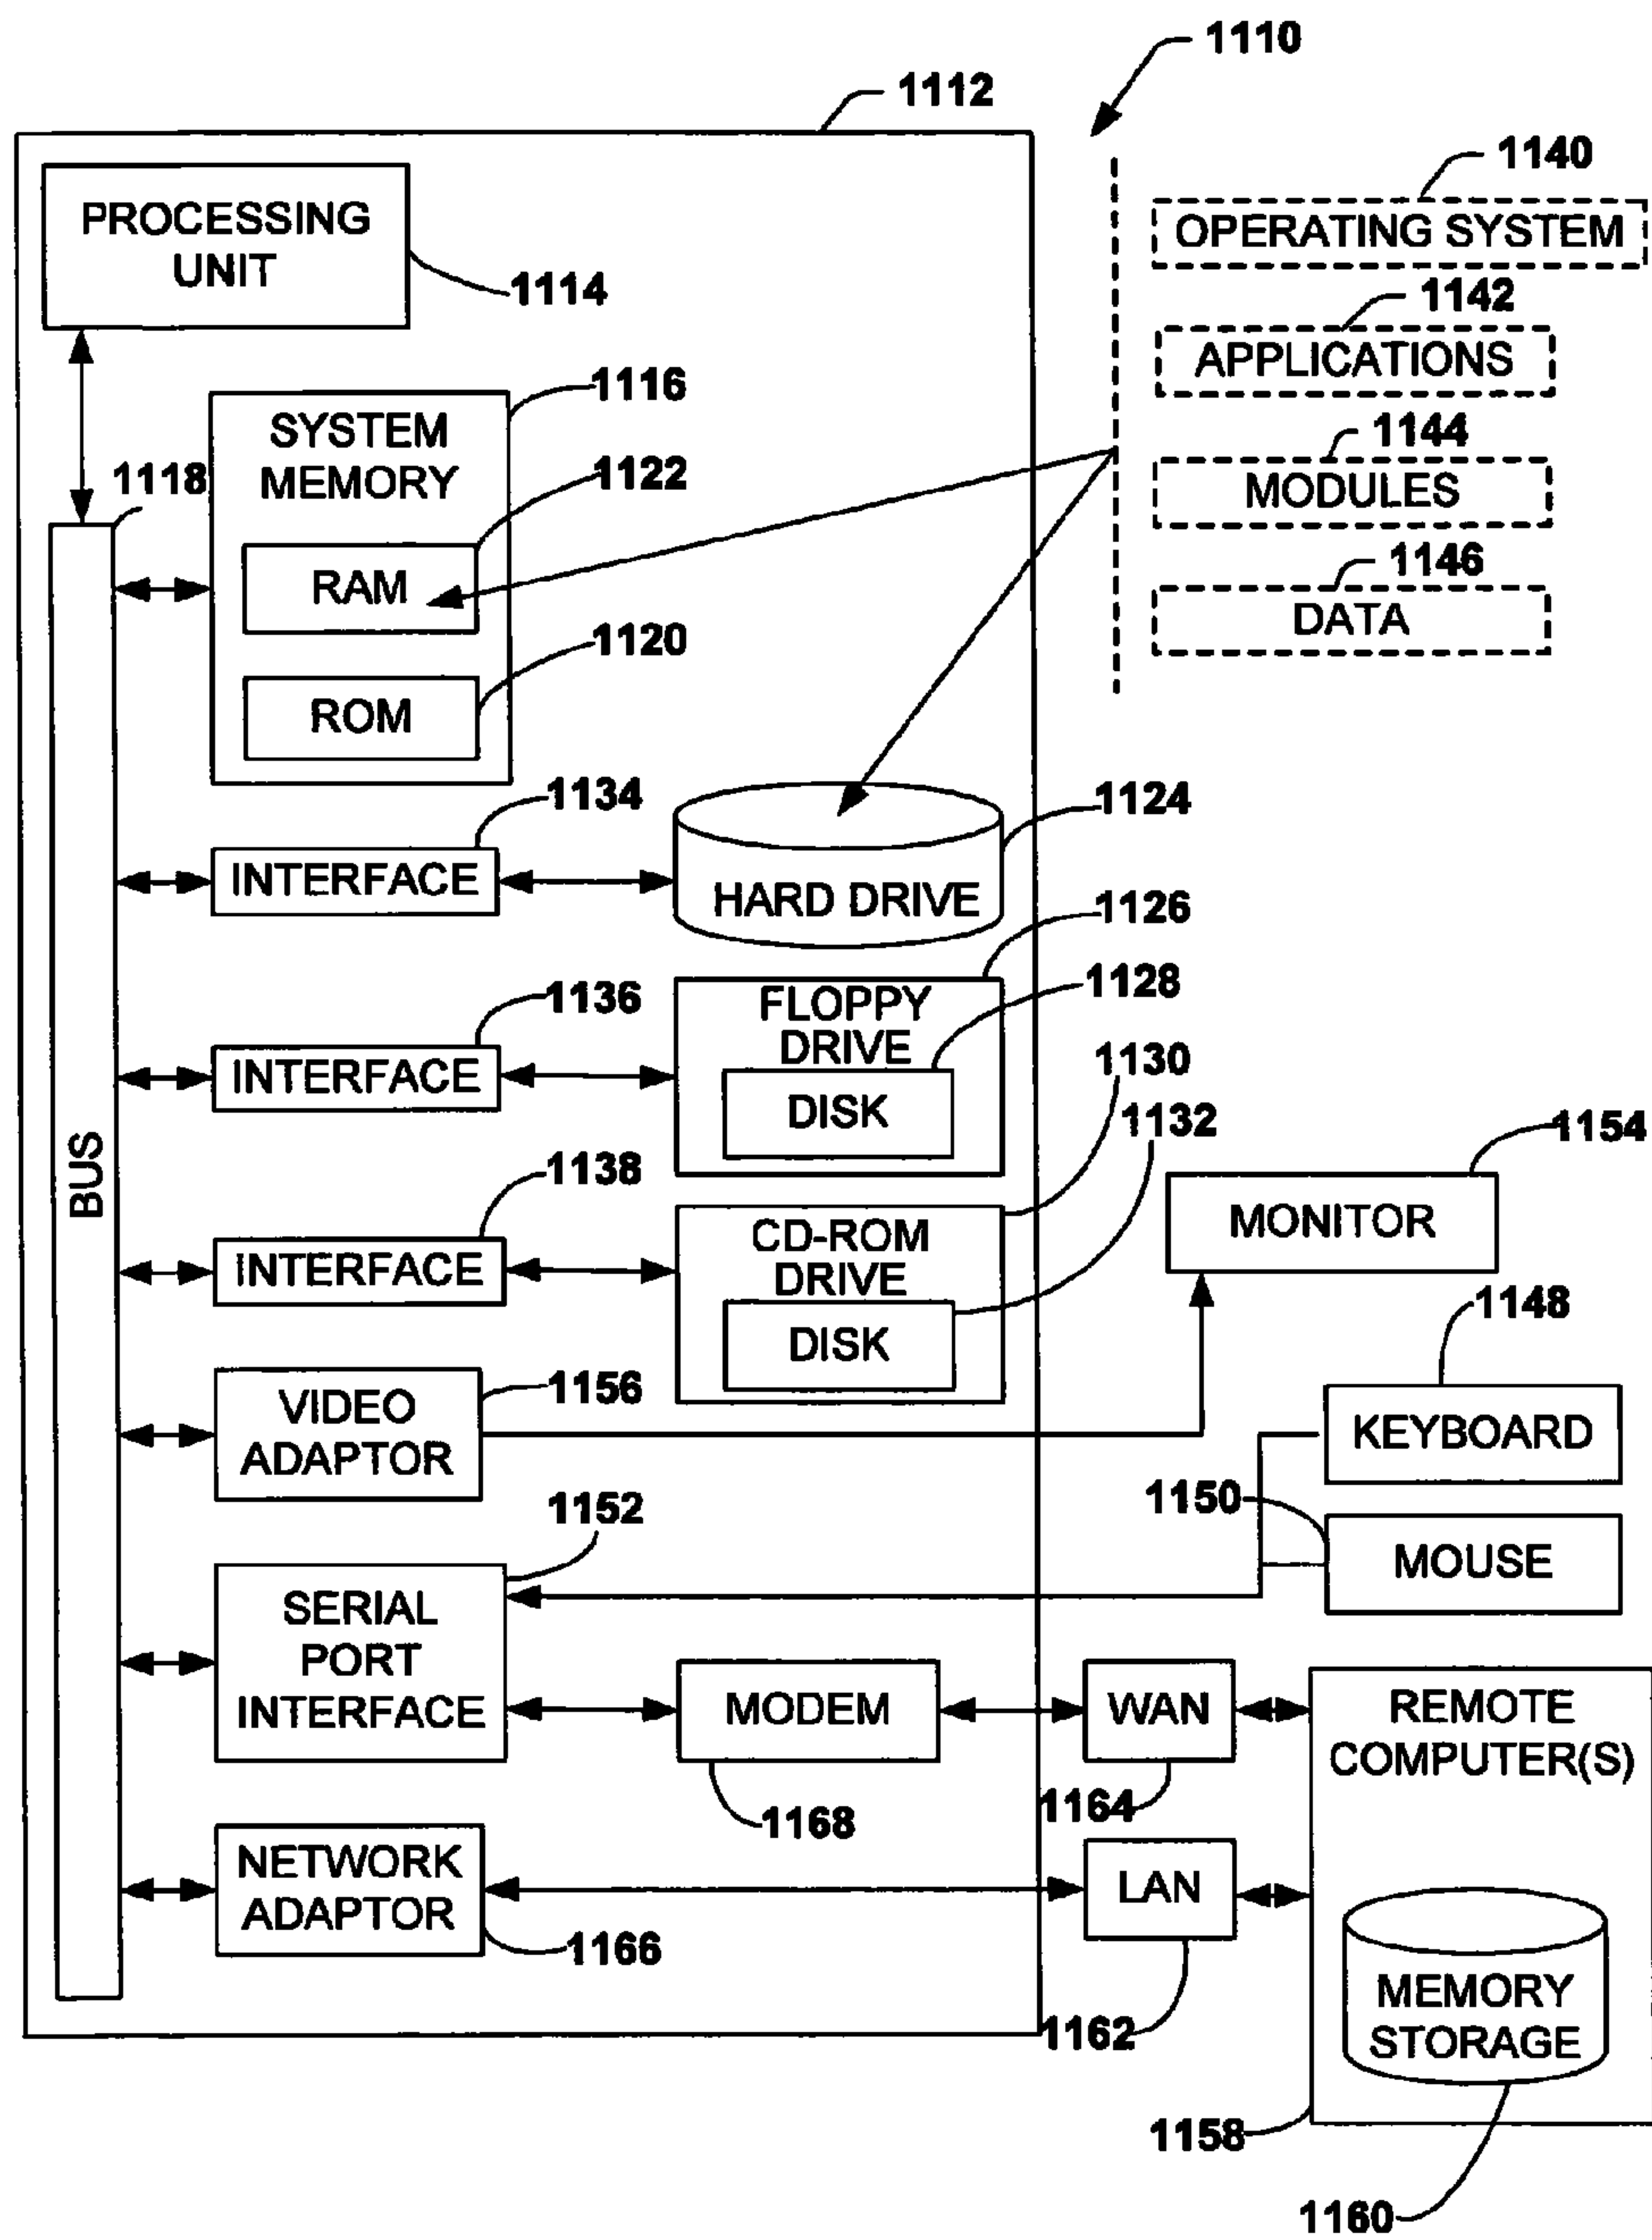 1110
1112
1140
PROCESSING
UNIT
1114
OPERATING SYSTEM
1142
APPLICATIONS
1116
SYSTEM
MEMORY
1118
1122
1144
MODULES
RAM
1146
DATA
1120
ROM
1134
1124
INTERFACE
HARD DRIVE
1126
1136
FLOPPY
DRIVE
1128
INTERFACE
1130
DISK
1132
1154
BUS
1138
MONITOR
CD-ROM
DRIVE
INTERFACE
1148
DISK
1156
VIDEO
ADAPTOR
KEYBOARD
1150
1152
MOUSE
SERIAL
PORT
INTERFACE
MODEM
WAN
REMOTE
COMPUTER(S)
1168
1164
NETWORK
ADAPTOR
LAN
1166
MEMORY
STORAGE
1162
1158
1160